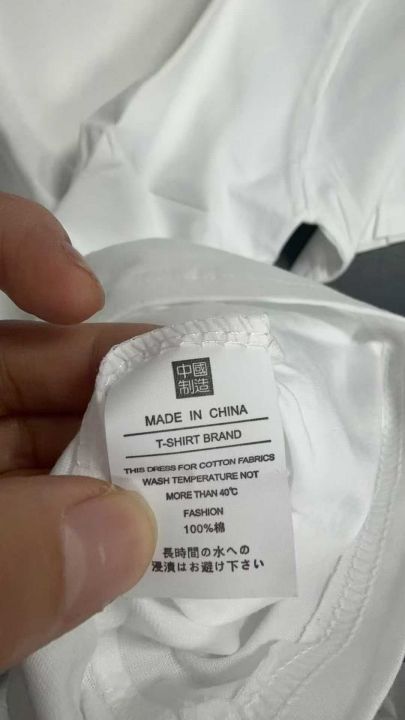 中國
制造
MADE IN CHINA
T-SHIRT BRAND
THIS DRESS FOR COTTON FABRICS
WASH TEMPERATURE NOT
MORE THAN 40℃
FASHION
100%棉
長時間の水への
浸漬はお避け下さい